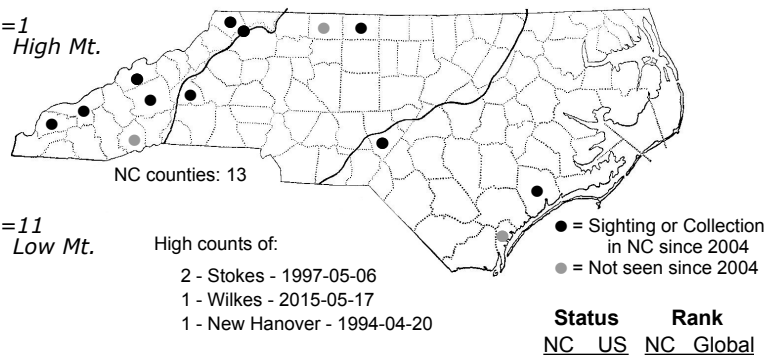 =1
High Mt.
NC counties: 13
=11
Low Mt.
High counts of:
2 - Stokes - 1997-05-06
1 - Wilkes - 2015-05-17
1 - New Hanover - 1994-04-20
● = Sighting or Collection
in NC since 2004
● = Not seen since 2004
Status Rank
NC US NC Global